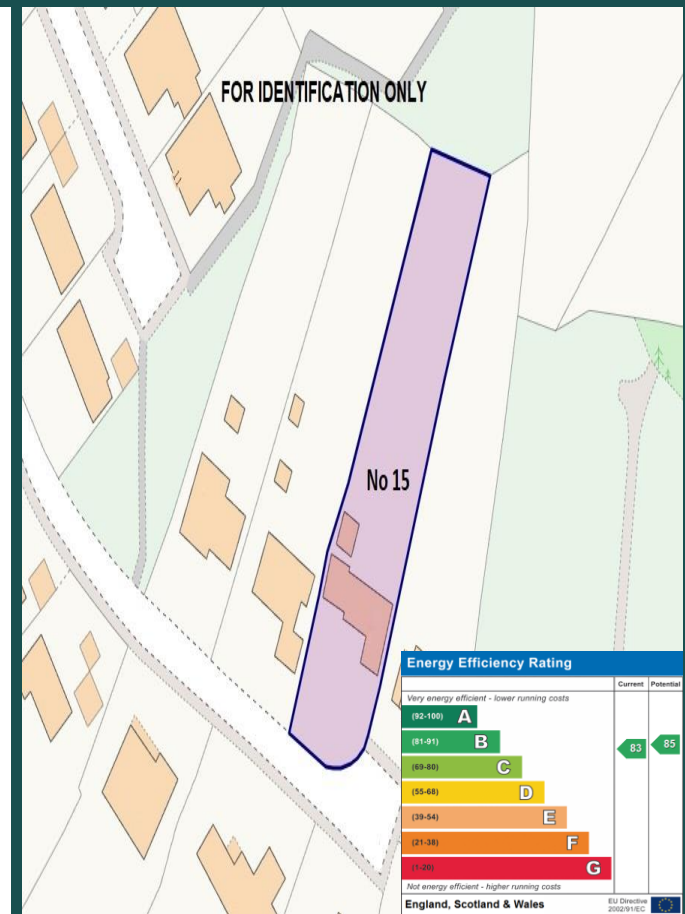 FOR IDENTIFICATION ONLY
No 15
Energy Efficiency Rating
Current Potential
Very energy efficient - lower running costs
(92-100) A
(81-91) B
83 85
(69-80) C
(55-68) D
(39-54) E
(21-38) F
(1-20) G
Not energy efficient - higher running costs
England, Scotland & Wales
EU Directive
2002/91/EC